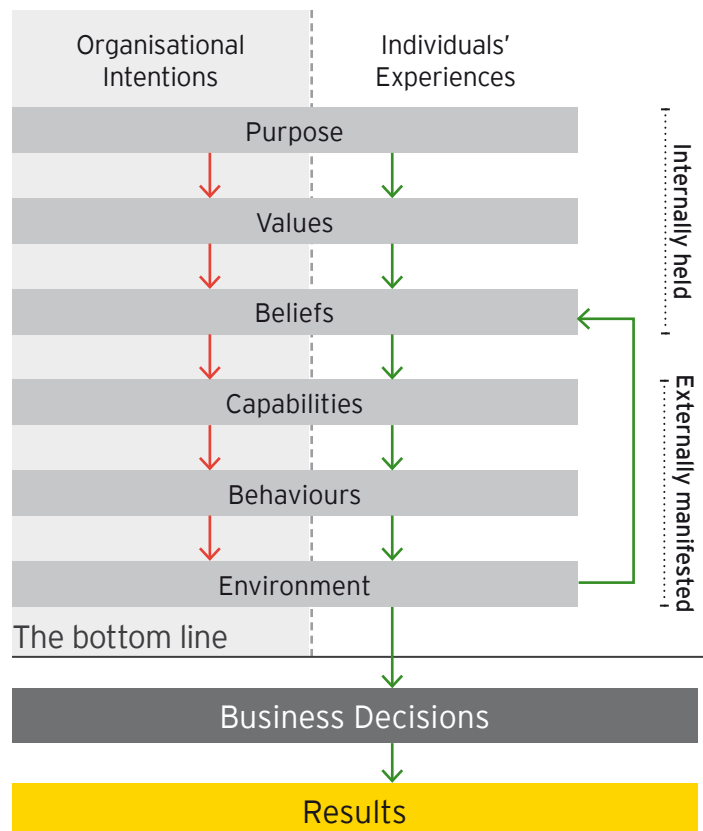 Organisational
Intentions
Individuals’
Experiences
Purpose
Values
Beliefs
Capabilities
Behaviours
Environment
Internally held
Externally manifested
The bottom line
Business Decisions
Results